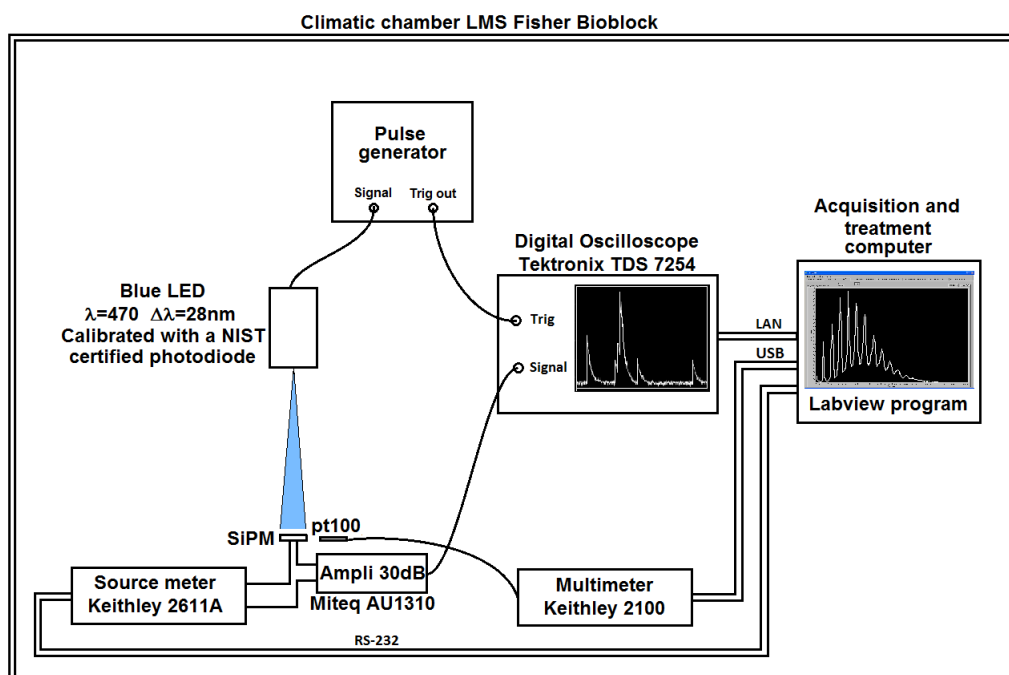 Climatic chamber LMS Fisher Bioblock
Pulse
generator
Signal
Trig out
Digital Oscilloscope
Tektronix TDS 7254
Trig
Signal
Acquisition and
treatment
computer
Labview program
LAN
USB
Blue LED
λ=470 Δλ=28nm
Calibrated with a NIST
certified photodiode
SiPM
pt100
Ampli 30dB
Miteq AU1310
Source meter
Keithley 2611A
Multimeter
Keithley 2100
RS-232